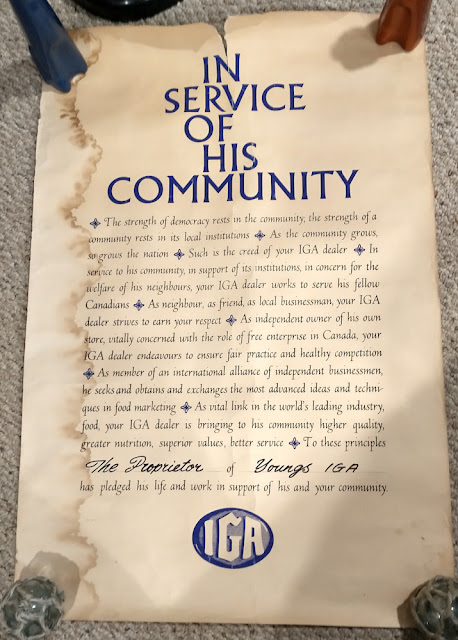 IN
SERVICE
OF
HIS
COMMUNITY
The strength of democracy rests in the community; the strength of a
community rests in its local institutions As the community grows,
so grows the nation Such is the creed of your IGA dealer In
service to his community, in support of its institutions, in concern for the
welfare of his neighbours, your IGA dealer works to serve his fellow
Canadians As neighbour, as friend, as local businessman, your IGA
dealer strives to earn your respect As independent owner of his own
store, vitally concerned with the role of free enterprise in Canada, your
IGA dealer endeavours to ensure fair practice and healthy competition
As member of an international alliance of independent businessmen,
he seeks and obtains and exchanges the most advanced ideas and techni-
ques in food marketing As vital link in the world's leading industry,
food, your IGA dealer is bringing to his community higher quality,
greater nutrition, superior values, better service To these principles
The Proprietor of Youngs IGA
has pledged his life and work in support of his and your community.
IGA